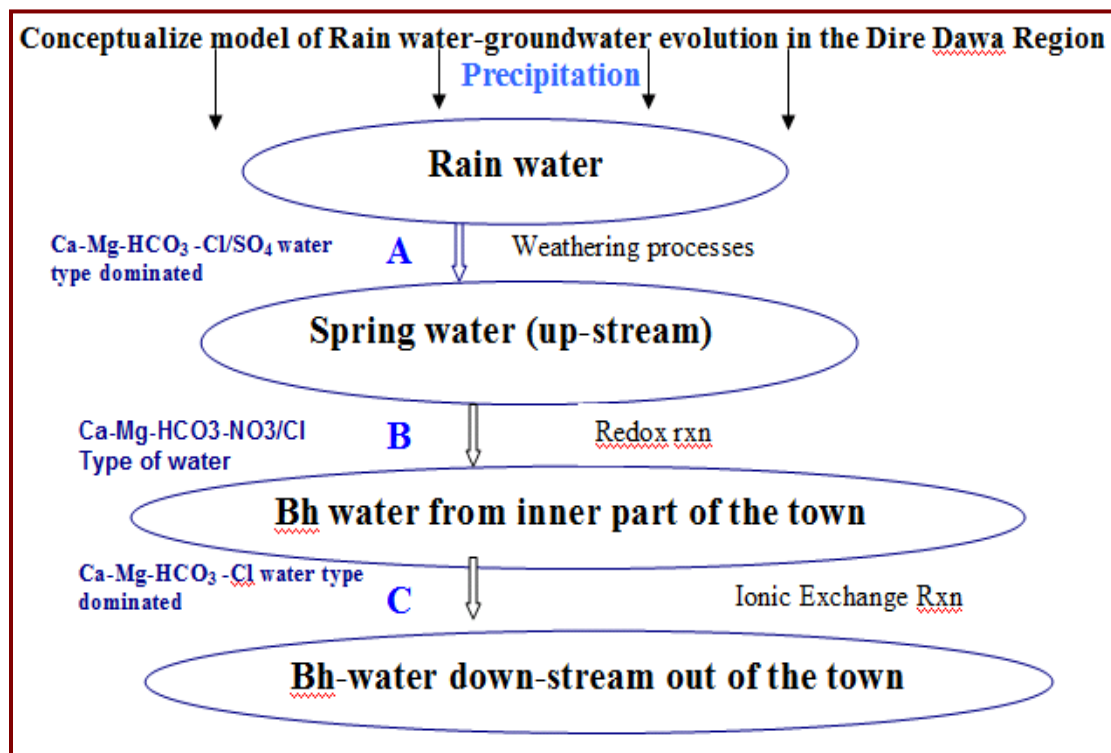 Conceptualize model of Rain water-groundwater evolution in the Dire Dawa Region
Precipitation
Rain water
Ca-Mg-HCO₃ -Cl/SO₄ water
type dominated
A
Weathering processes
Spring water (up-stream)
Ca-Mg-HCO3-NO3/Cl
Type of water
B
Redox rxn
Bh water from inner part of the town
Ca-Mg-HCO₃ -Cl water type
dominated
C
Ionic Exchange Rxn
Bh-water down-stream out of the town